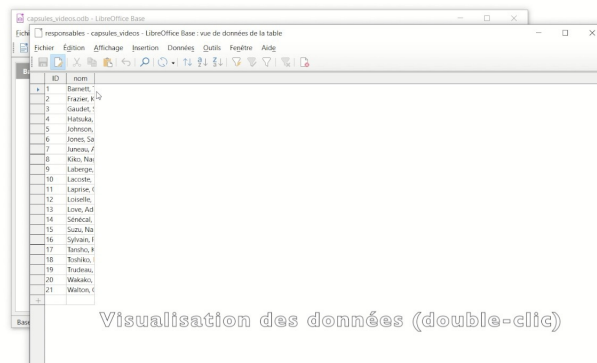 capsules_videos.odb - LibreOffice Base
responsables - capsules_videos - LibreOffice Base : vue de données de la table
Fichier Édition Affichage Insertion Données Outils Fenêtre Aide
ID nom
1 Barnett,
2 Frazier,
3 Gaudet,
4 Hatsuka,
5 Johnson,
6 Jones, Sa
7 Juneau, A
8 Kiko, Na
9 Laberge,
10 Lacoste,
11 Laprise,
12 Loiselle,
13 Love, Ad
14 Sénécal,
15 Suzu, Na
16 Sylvain,
17 Tansho, K
18 Toshiko,
19 Trudeau,
20 Wakako,
21 Walton,
Base
Visualisation des données (double-clic)